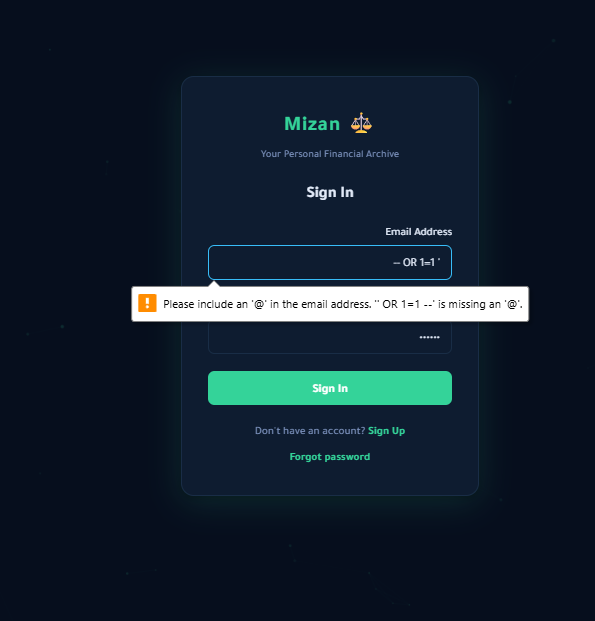 Mizan ⚖️
Your Personal Financial Archive
Sign In
Email Address
' OR 1=1 --
Please include an '@' in the email address. '' OR 1=1 --' is missing an '@'.
••••••
Sign In
Don't have an account? Sign Up
Forgot password